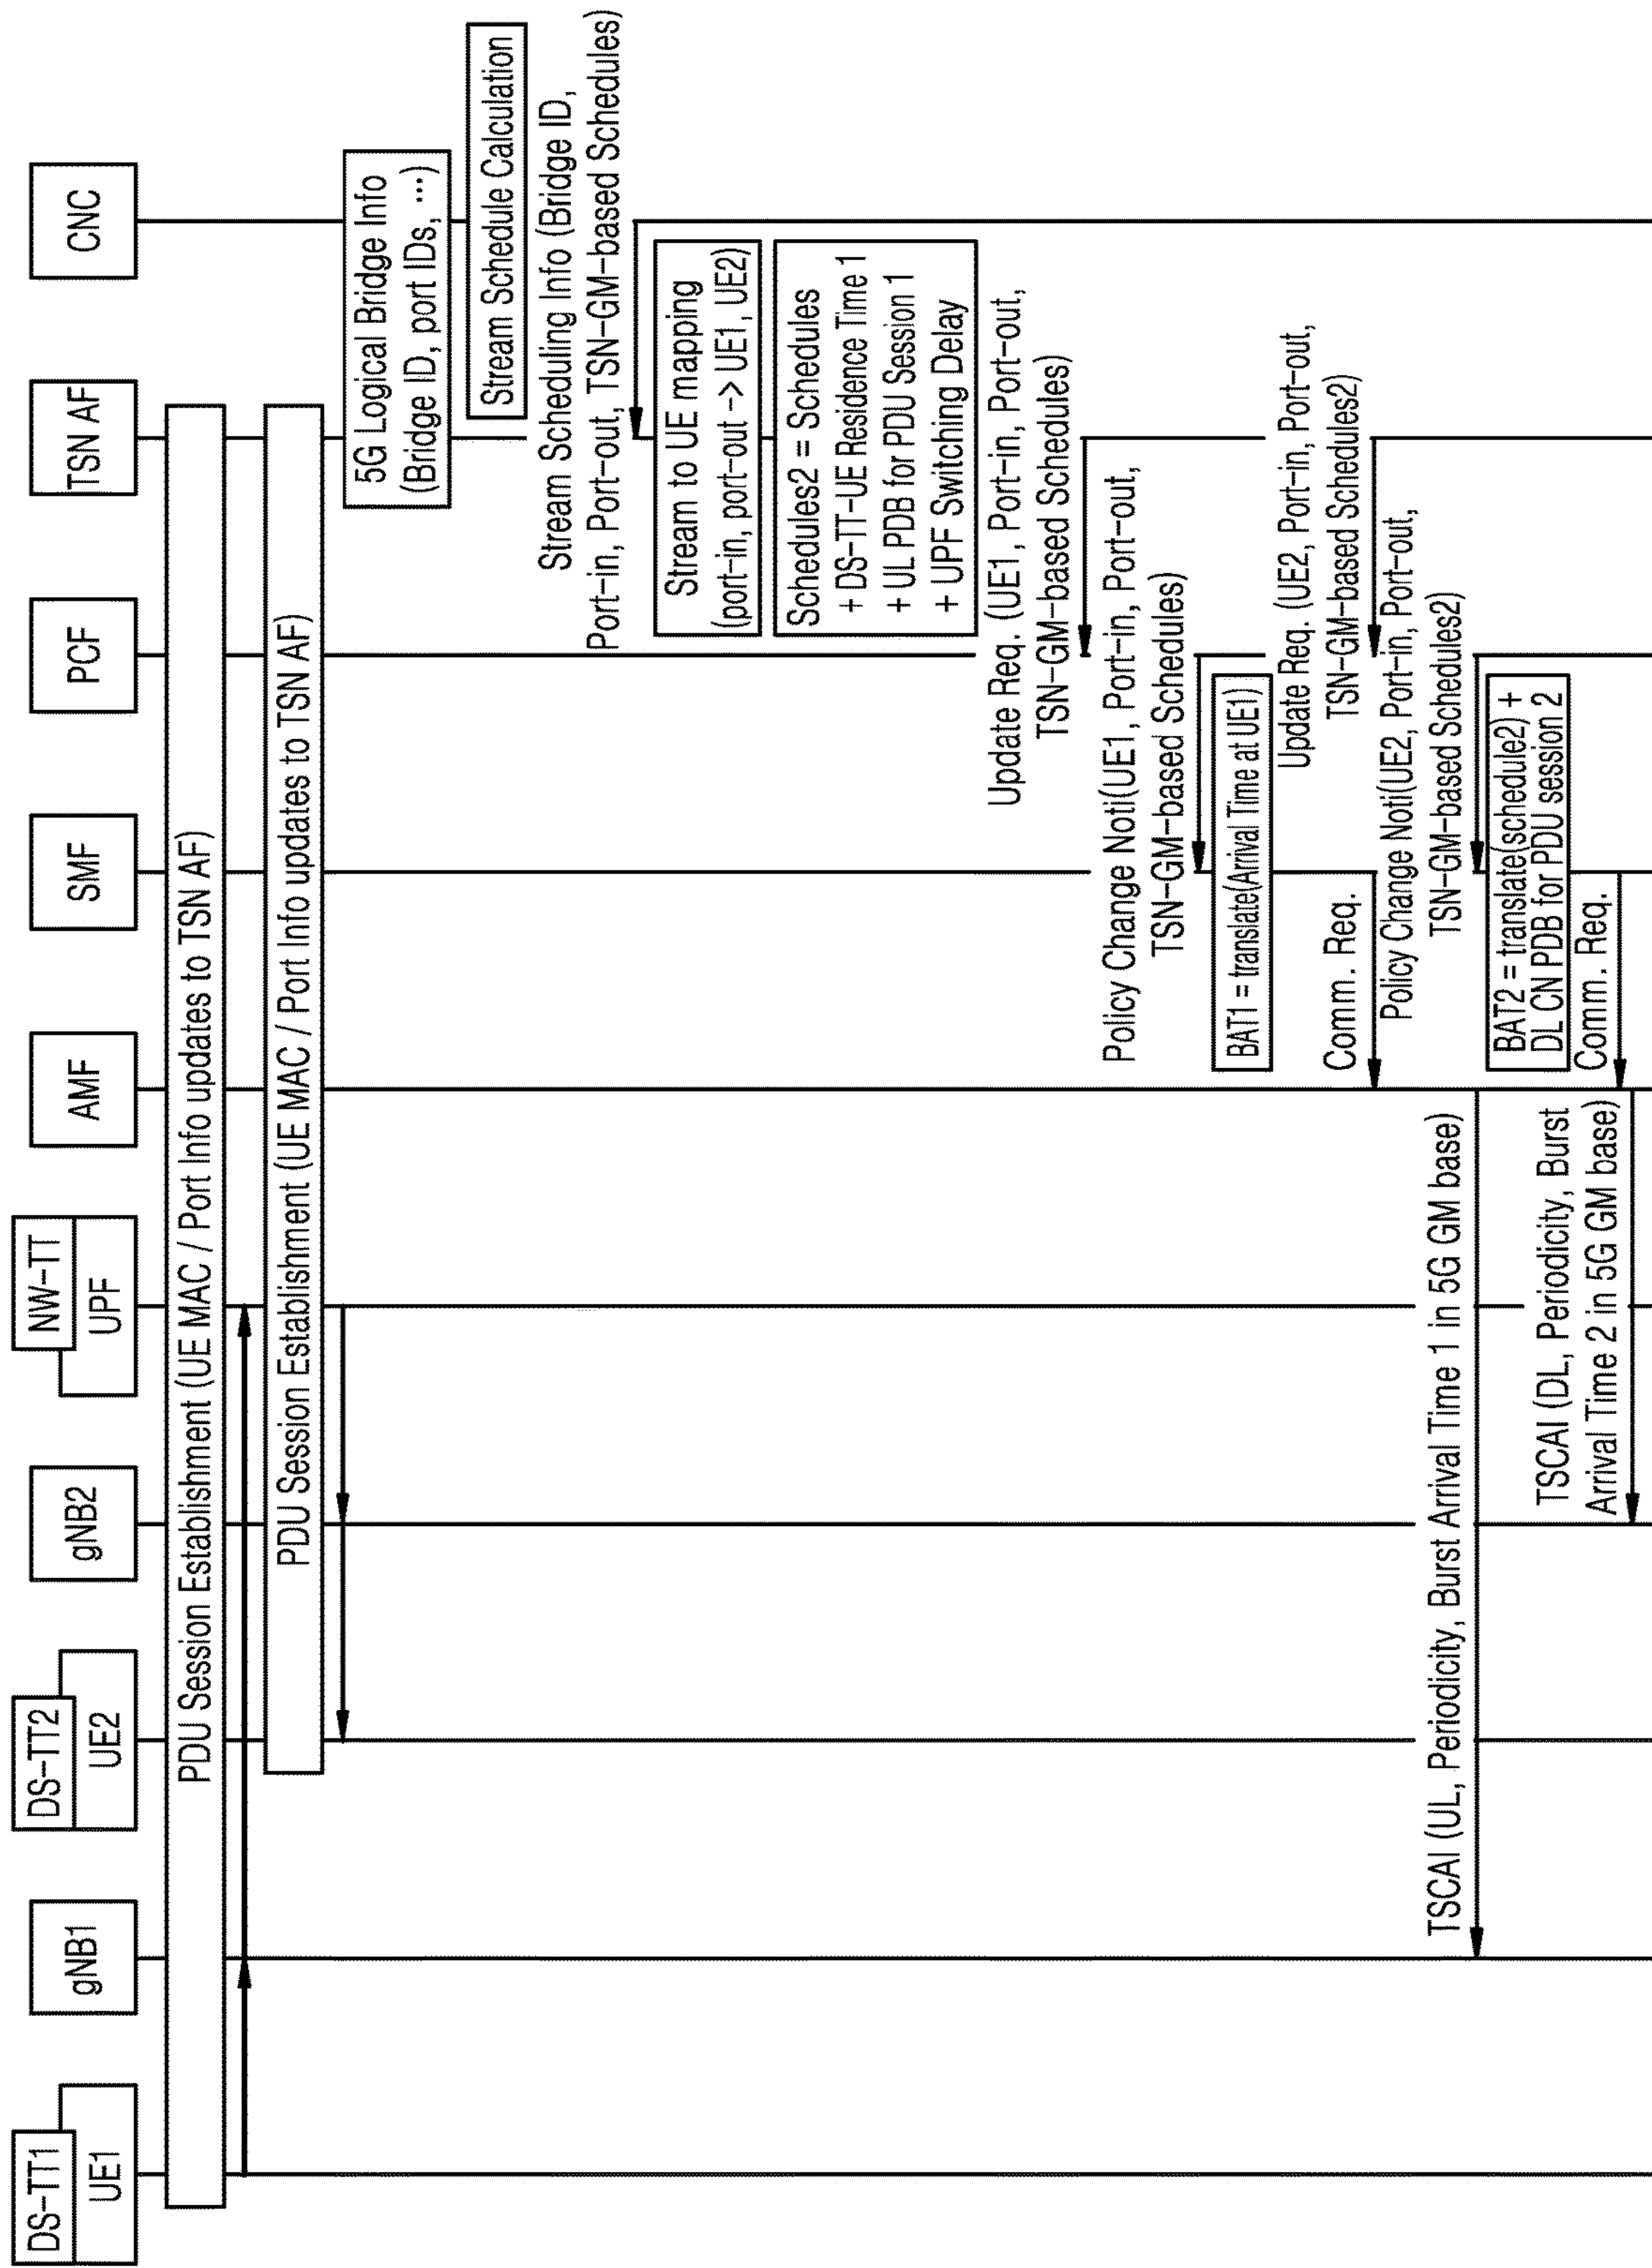 DS-TT1
UE1
gNB1
DS-TT2
UE2
gNB2
NW-TT
UPF
AMF
SMF
PCF
TSN AF
CNC
PDU Session Establishment (UE MAC / Port Info updates to TSN AF)
PDU Session Establishment (UE MAC / Port Info updates to TSN AF)
5G Logical Bridge Info
(Bridge ID, port IDs, ···)
Stream Schedule Calculation
Stream Scheduling Info (Bridge ID,
Port-in, Port-out, TSN-GM-based Schedules)
Stream to UE mapping
(port-in, port-out -> UE1, UE2)
Schedules2 = Schedules
+ DS-TT-UE Residence Time 1
+ UL PDB for PDU Session 1
+ UPF Switching Delay
Update Req. (UE1, Port-in, Port-out,
TSN-GM-based Schedules)
Policy Change Noti(UE1, Port-in, Port-out,
TSN-GM-based Schedules)
BAT1 = translate(Arrival Time at UE1)
Update Req. (UE2, Port-in, Port-out,
TSN-GM-based Schedules2)
Comm. Req.
Policy Change Noti(UE2, Port-in, Port-out,
TSN-GM-based Schedules2)
TSCAI (UL, Periodicity, Burst Arrival Time 1 in 5G GM base)
BAT2 = translate(schedule2) +
DL CN PDB for PDU session 2
Comm. Req.
TSCAI (DL, Periodicity, Burst
Arrival Time 2 in 5G GM base)